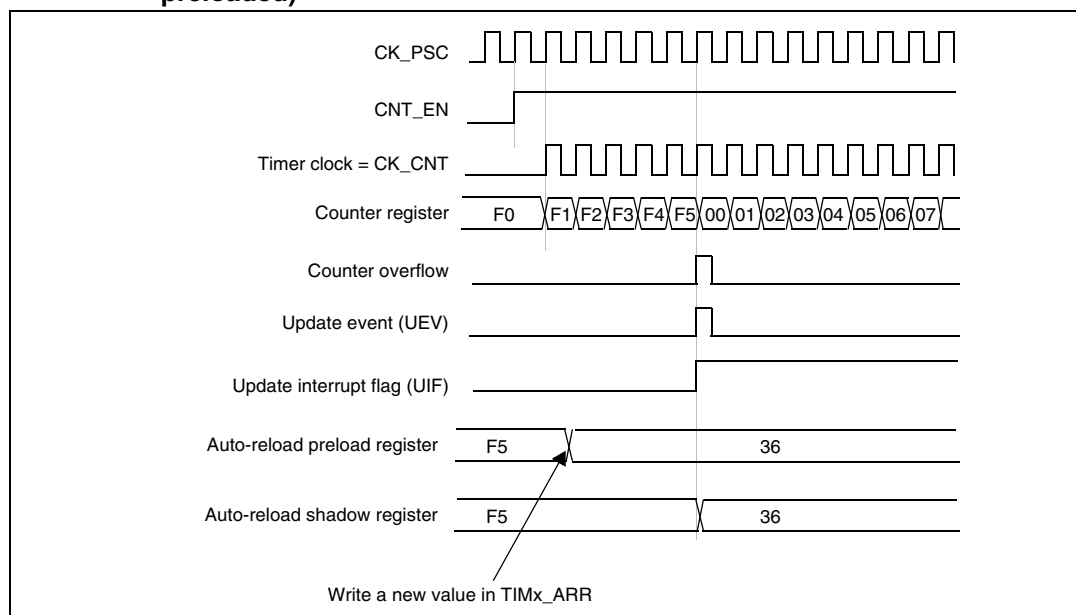 preloaded)
CK_PSC
CNT_EN
Timer clock = CK_CNT
Counter register F0 F1 F2 F3 F4 F5 00 01 02 03 04 05 06 07
Counter overflow
Update event (UEV)
Update interrupt flag (UIF)
Auto-reload preload register F5 36
Auto-reload shadow register F5 36
Write a new value in TIMx_ARR